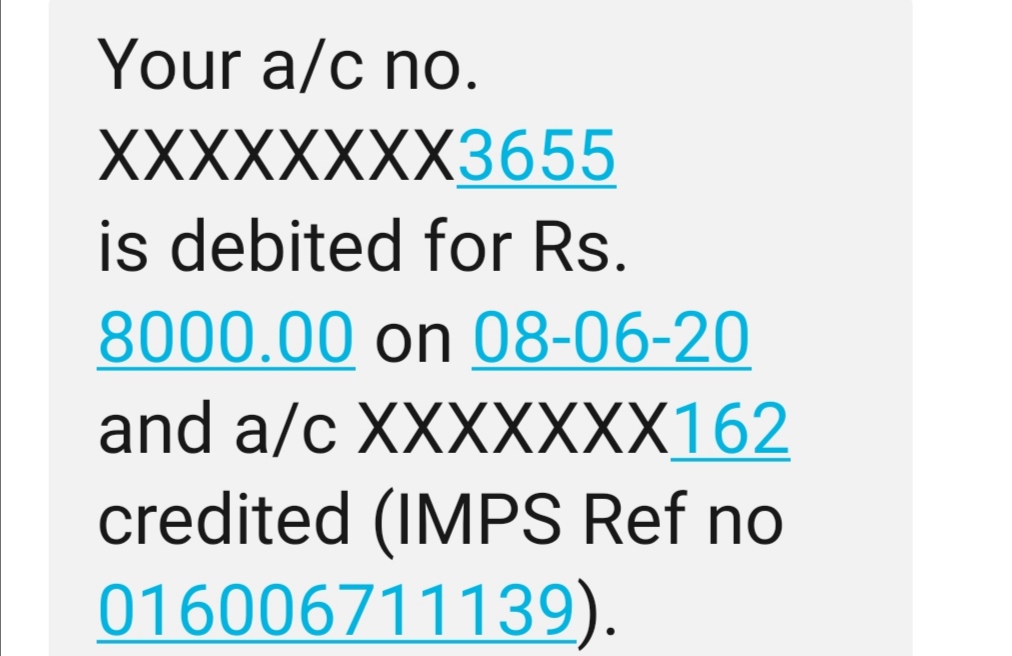 Your a/c no.
XXXXXXXX3655
is debited for Rs.
8000.00 on 08-06-20
and a/c XXXXXXX162
credited (IMPS Ref no
016006711139).